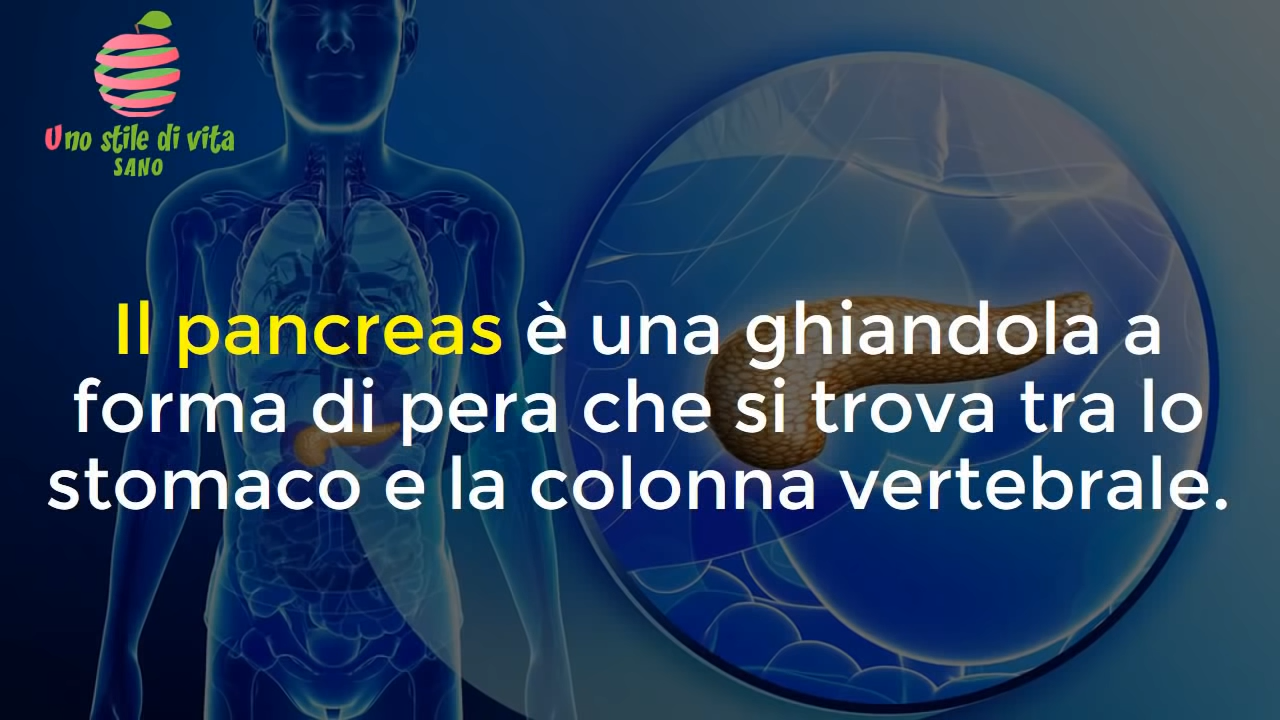 Uno stile di vita
SANO
Il pancreas è una ghiandola a
forma di pera che si trova tra lo
stomaco e la colonna vertebrale.